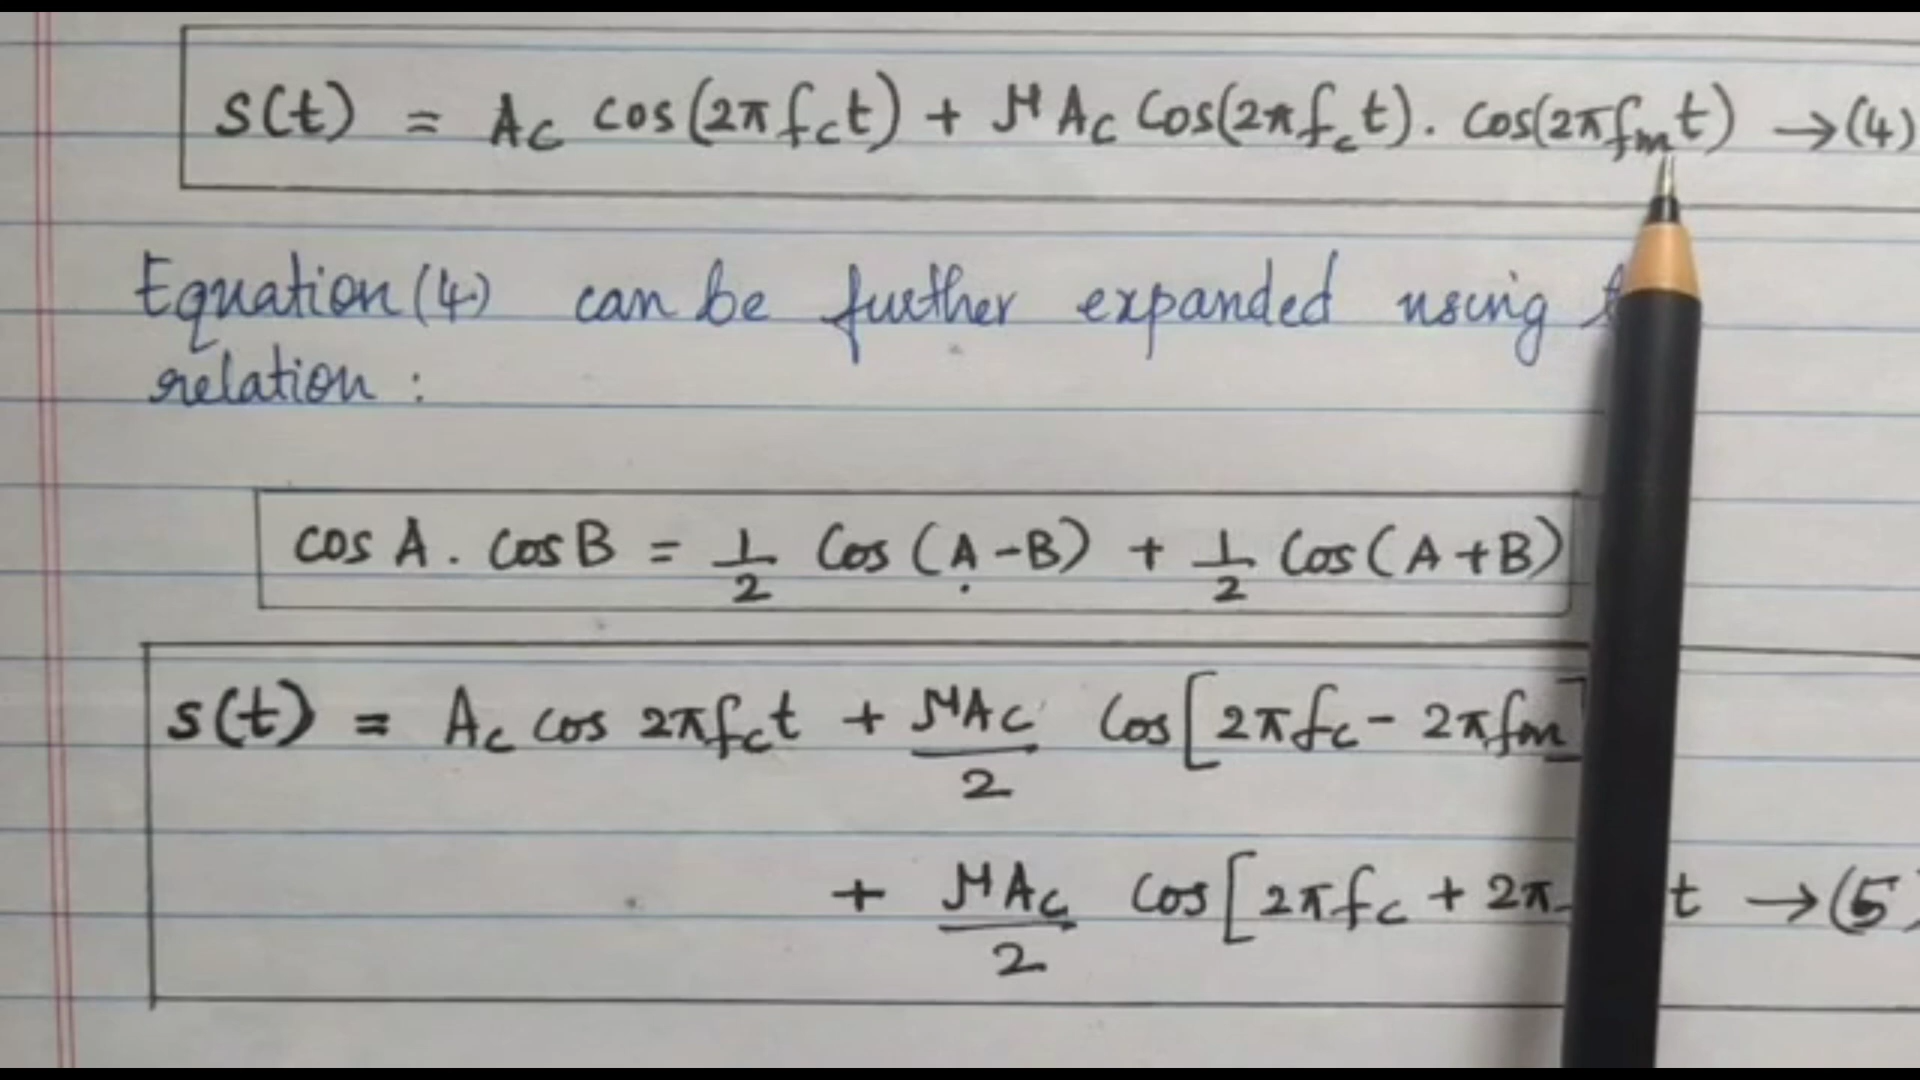 s(t) = Ac cos(2πfct) + μAc Cos(2πfct). cos(2πfmt) →(4)
Equation(4) can be further expanded using
relation :
cos A . cos B = 1/2 Cos (A-B) + 1/2 Cos(A+B)
s(t) = Ac cos 2πfct + μAc/2 Cos[2πfc - 2πfm]
+ μAc/2 Cos[2πfc + 2π t →(5)